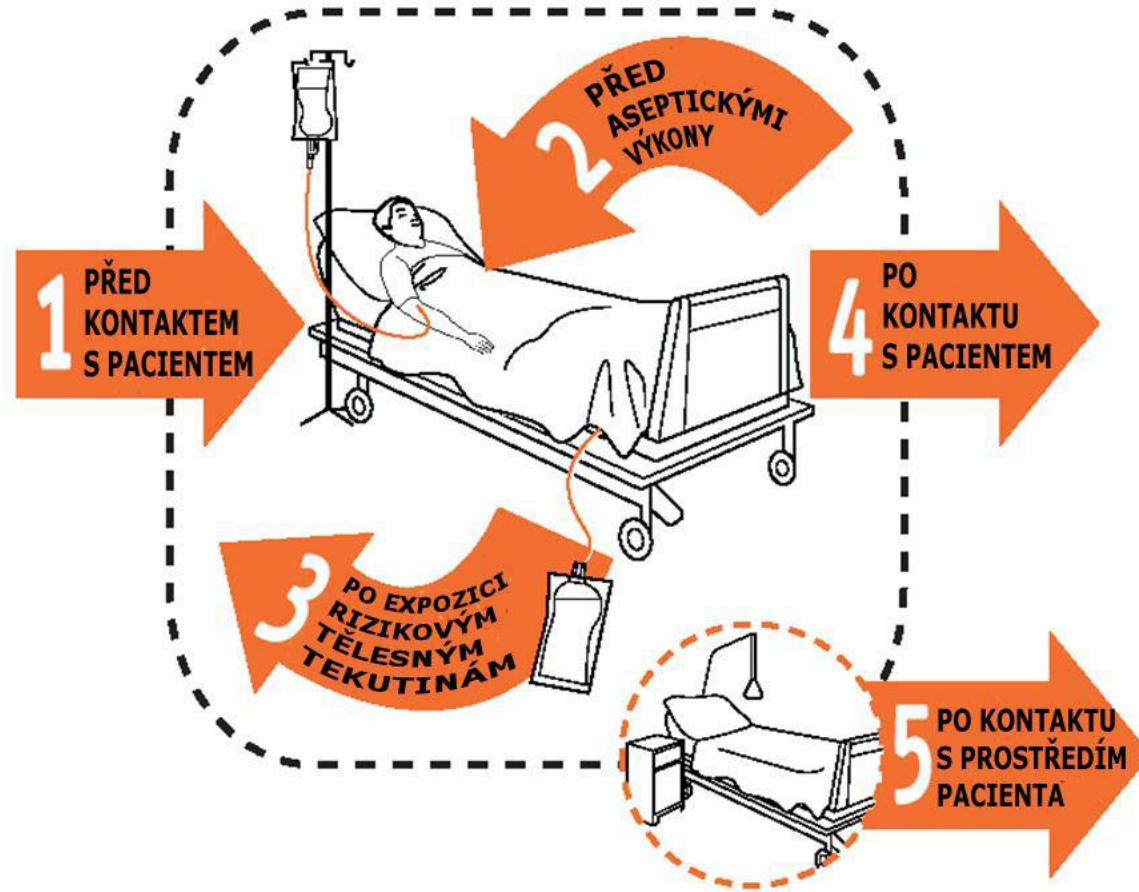 1
PŘED
KONTAKTEM
S PACIENTEM
2
PŘED
ASEPTICKÝMI
VÝKONY
3
PO EXPOZICI
RIZIKOVÝM
TĚLESNÝM
TEKUTINÁM
4
PO
KONTAKTU
S PACIENTEM
5
PO KONTAKTU
S PROSTŘEDÍM
PACIENTA